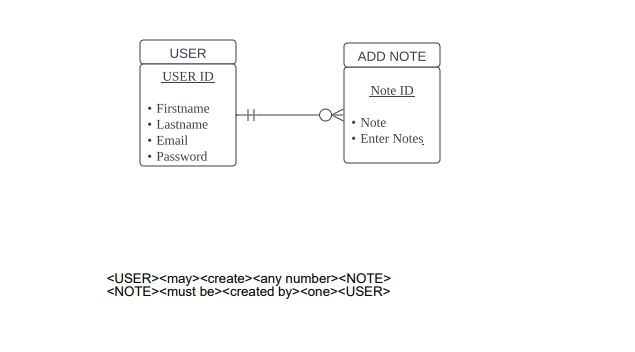 USER
USER ID
• Firstname
• Lastname
• Email
• Password
ADD NOTE
Note ID
• Note
• Enter Notes.
<USER><may><create><any number><NOTE>
<NOTE><must be><created by><one><USER>